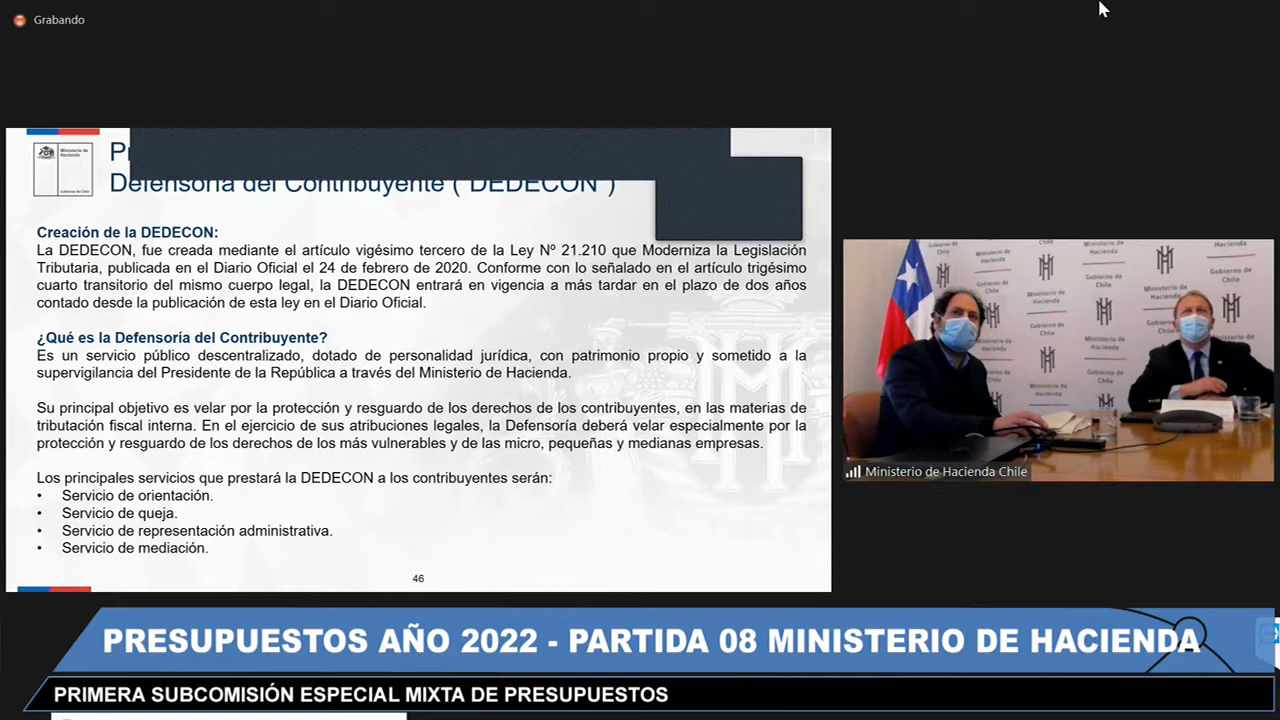 Grabando
Ministerio de
Hacienda
Gobierno de Chile
Defensoría del Contribuyente ("DEDECON")
Creación de la DEDECON:
La DEDECON, fue creada mediante el artículo vigésimo tercero de la Ley Nº 21.210 que Moderniza la Legislación
Tributaria, publicada en el Diario Oficial el 24 de febrero de 2020. Conforme con lo señalado en el artículo trigésimo
cuarto transitorio del mismo cuerpo legal, la DEDECON entrará en vigencia a más tardar en el plazo de dos años
contado desde la publicación de esta ley en el Diario Oficial.
¿Qué es la Defensoría del Contribuyente?
Es un servicio público descentralizado, dotado de personalidad jurídica, con patrimonio propio y sometido a la
supervigilancia del Presidente de la República a través del Ministerio de Hacienda.
Su principal objetivo es velar por la protección y resguardo de los derechos de los contribuyentes, en las materias de
tributación fiscal interna. En el ejercicio de sus atribuciones legales, la Defensoría deberá velar especialmente por la
protección y resguardo de los derechos de los más vulnerables y de las micro, pequeñas y medianas empresas.
Los principales servicios que prestará la DEDECON a los contribuyentes serán:
• Servicio de orientación.
• Servicio de queja.
• Servicio de representación administrativa.
• Servicio de mediación.
46
Ministerio de Hacienda Chile
PRESUPUESTOS AÑO 2022 - PARTIDA 08 MINISTERIO DE HACIENDA
PRIMERA SUBCOMISIÓN ESPECIAL MIXTA DE PRESUPUESTOS